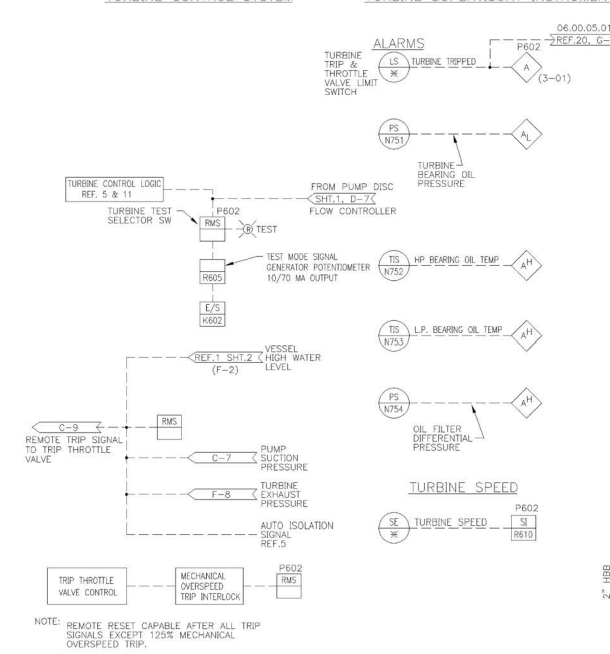 TURBINE CONTROL SYSTEM
TURBINE SUPERVISORY INSTRUMEN
06.00.05.01
REF.20, G-
ALARMS
TURBINE
TRIP &
THROTTLE
VALVE LIMIT
SWITCH
LS
TURBINE TRIPPED
P602
A
(3-01)
PS
N751
AL
TURBINE
BEARING OIL
PRESSURE
TURBINE CONTROL LOGIC
REF. 5 & 11
FROM PUMP DISC
SHT.1, D-7
FLOW CONTROLLER
TURBINE TEST
SELECTOR SW
P602
RMS
R TEST
TEST MODE SIGNAL
GENERATOR POTENTIOMETER
10/70 MA OUTPUT
R605
E/S
K602
TIS
N752
HP BEARING OIL TEMP
AH
TIS
N753
L.P. BEARING OIL TEMP
AH
REF.1 SHT.2
(F-2)
VESSEL
HIGH WATER
LEVEL
PS
N754
AH
OIL FILTER
DIFFERENTIAL
PRESSURE
C-9
REMOTE TRIP SIGNAL
TO TRIP THROTTLE
VALVE
RMS
C-7
PUMP
SUCTION
PRESSURE
F-8
TURBINE
EXHAUST
PRESSURE
AUTO ISOLATION
SIGNAL
REF.5
TURBINE SPEED
SE
TURBINE SPEED
P602
SI
R610
TRIP THROTTLE
VALVE CONTROL
MECHANICAL
OVERSPEED
TRIP INTERLOCK
P602
RMS
2" HBB
NOTE: REMOTE RESET CAPABLE AFTER ALL TRIP
SIGNALS EXCEPT 125% MECHANICAL
OVERSPEED TRIP.